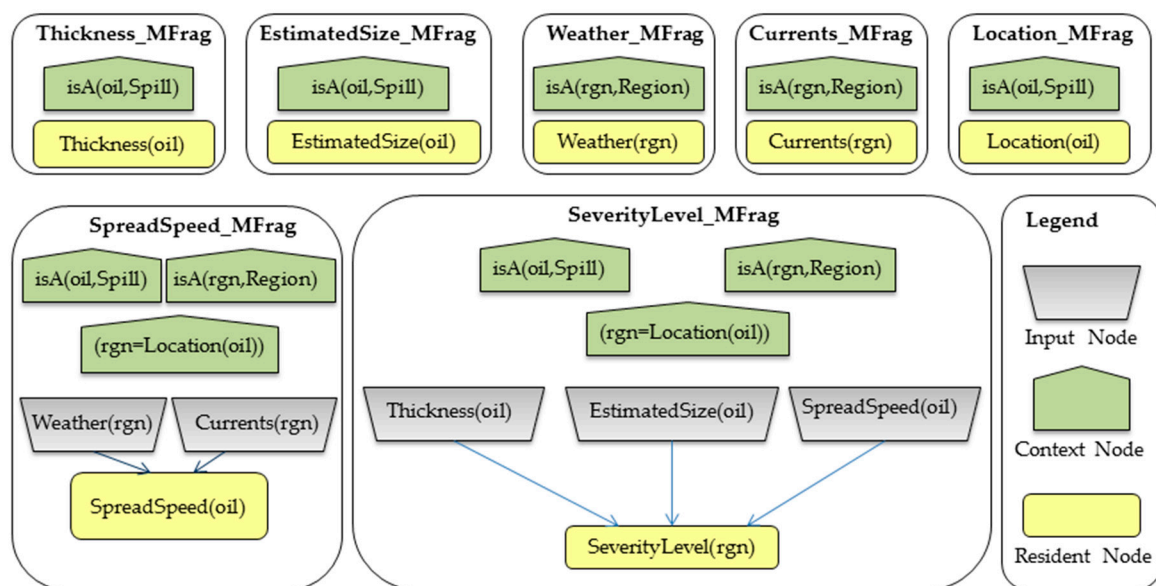 Thickness_MFrag
isA(oil,Spill)
Thickness(oil)
EstimatedSize_MFrag
isA(oil,Spill)
EstimatedSize(oil)
Weather_MFrag
isA(rgn,Region)
Weather(rgn)
Currents_MFrag
isA(rgn,Region)
Currents(rgn)
Location_MFrag
isA(oil,Spill)
Location(oil)
SpreadSpeed_MFrag
isA(oil,Spill)
isA(rgn,Region)
(rgn=Location(oil))
Weather(rgn)
Currents(rgn)
SpreadSpeed(oil)
SeverityLevel_MFrag
isA(oil,Spill)
isA(rgn,Region)
(rgn=Location(oil))
Thickness(oil)
EstimatedSize(oil)
SpreadSpeed(oil)
SeverityLevel(rgn)
Legend
Input Node
Context Node
Resident Node